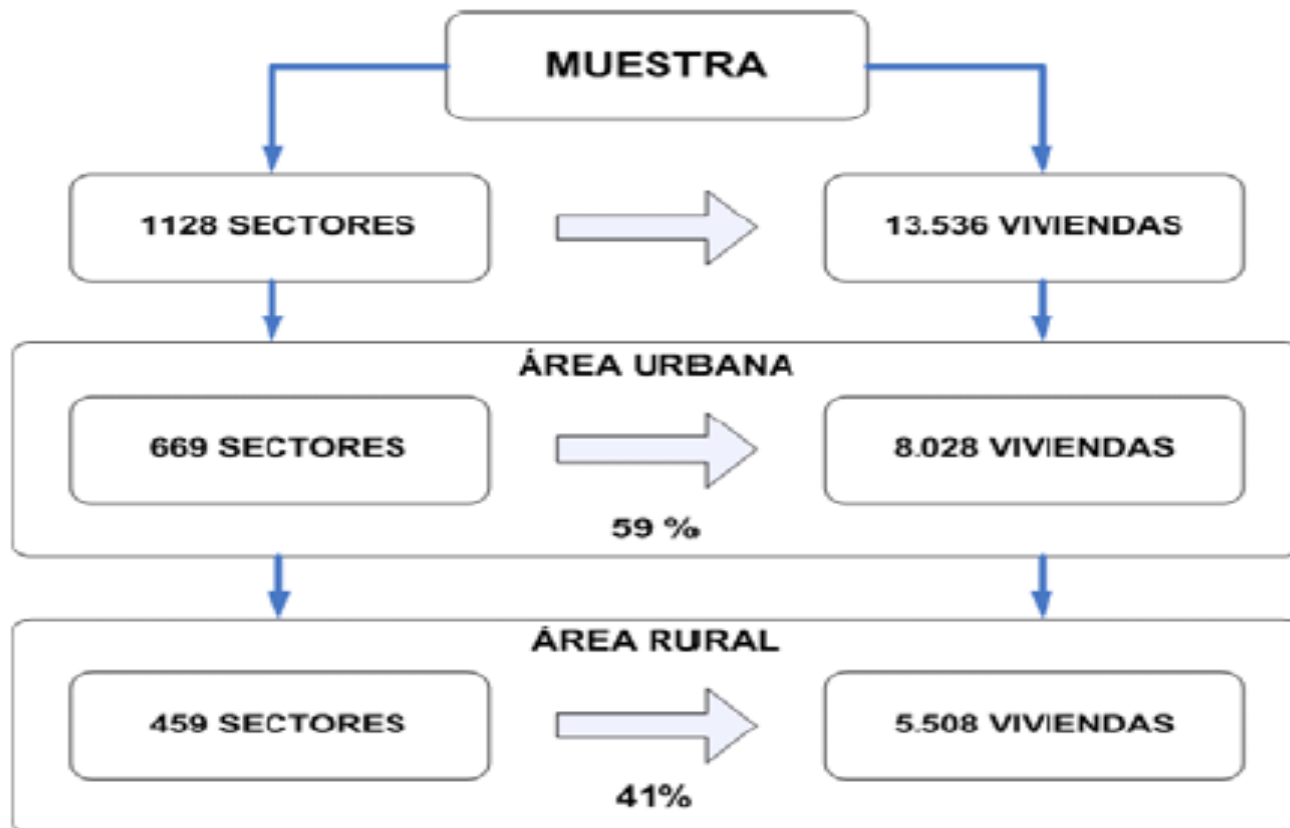 MUESTRA
1128 SECTORES
13.536 VIVIENDAS
ÁREA URBANA
669 SECTORES
8.028 VIVIENDAS
59 %
ÁREA RURAL
459 SECTORES
5.508 VIVIENDAS
41%